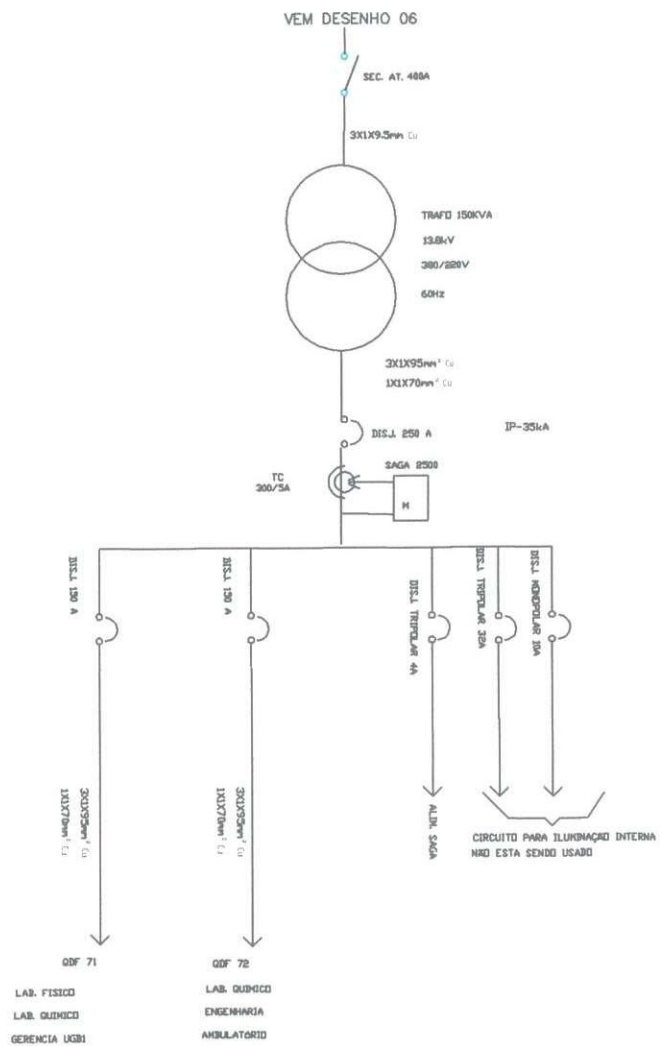 VEM DESENHO 06
SEC. AT. 400A
3X1X9.5mm Cu
TRAFO 150KVA
13.8kV
380/220V
60Hz
3X1X95mm² Cu
1X1X70mm² Cu
DISJ. 250 A
IP-35kA
TC
300/5A
SAGA 2500
M
DISJ. 150 A
DISJ. 150 A
DISJ. TRIPOLAR 4A
DISJ. TRIPOLAR 32A
DISJ. MONOPOLAR 10A
3X1X95mm² Cu
1X1X70mm² Cu
3X1X95mm² Cu
1X1X70mm² Cu
ALIM. SAGA
CIRCUITO PARA ILUMINAÇÃO INTERNA
NÃO ESTA SENDO USADO
QDF 71
LAB. FISICO
LAB. QUIMICO
GERENCIA UGB1
QDF 72
LAB. QUIMICO
ENGENHARIA
AMBULATÓRIO